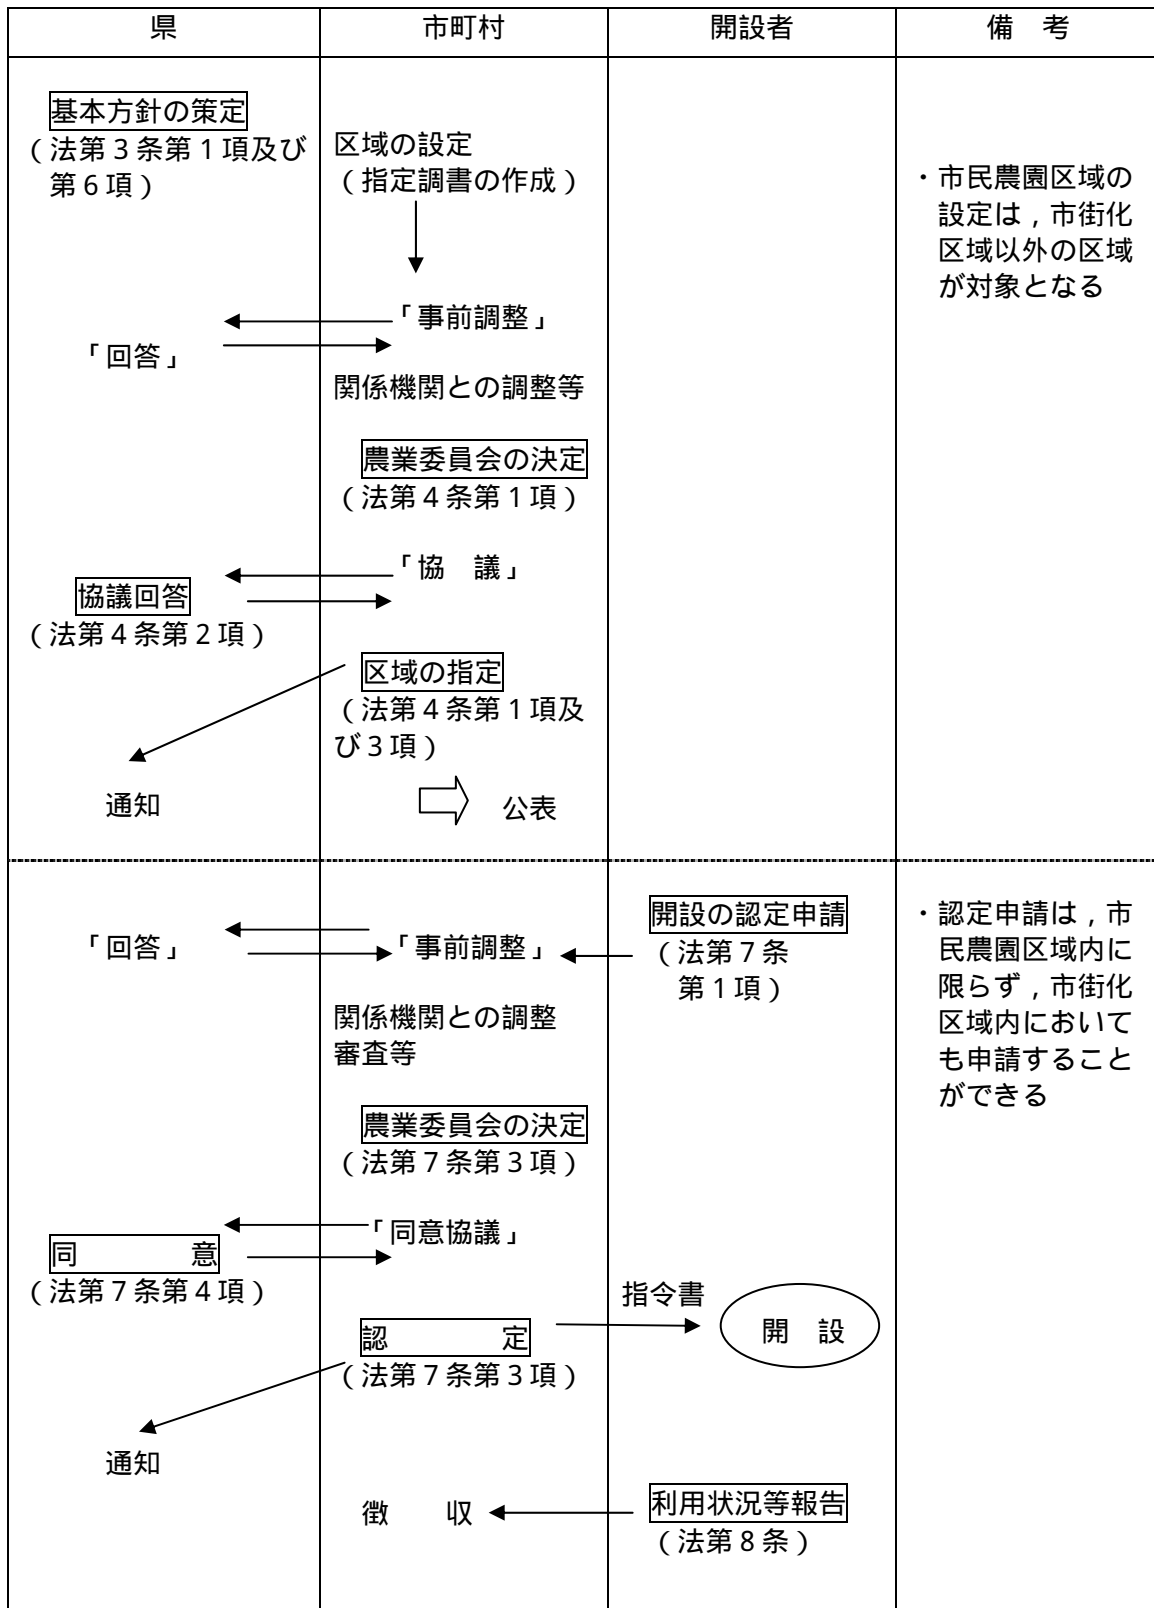 県
市町村
開設者
備　考
基本方針の策定
（法第３条第１項及び
第６項）
区域の設定
（指定調書の作成）
・市民農園区域の
設定は，市街化
区域以外の区域
が対象となる
「事前調整」
「回答」
関係機関との調整等
農業委員会の決定
（法第４条第１項）
「協　議」
協議回答
（法第４条第２項）
区域の指定
（法第４条第１項及
び３項）
通知
公表
開設の認定申請
（法第７条
第１項）
「事前調整」
「回答」
・認定申請は，市
民農園区域内に
限らず，市街化
区域内において
も申請すること
ができる
関係機関との調整
審査等
農業委員会の決定
（法第７条第３項）
「同意協議」
同　　　　意
（法第７条第４項）
指令書
開　設
認　　　　定
（法第７条第３項）
通知
利用状況等報告
（法第８条）
徴　　収